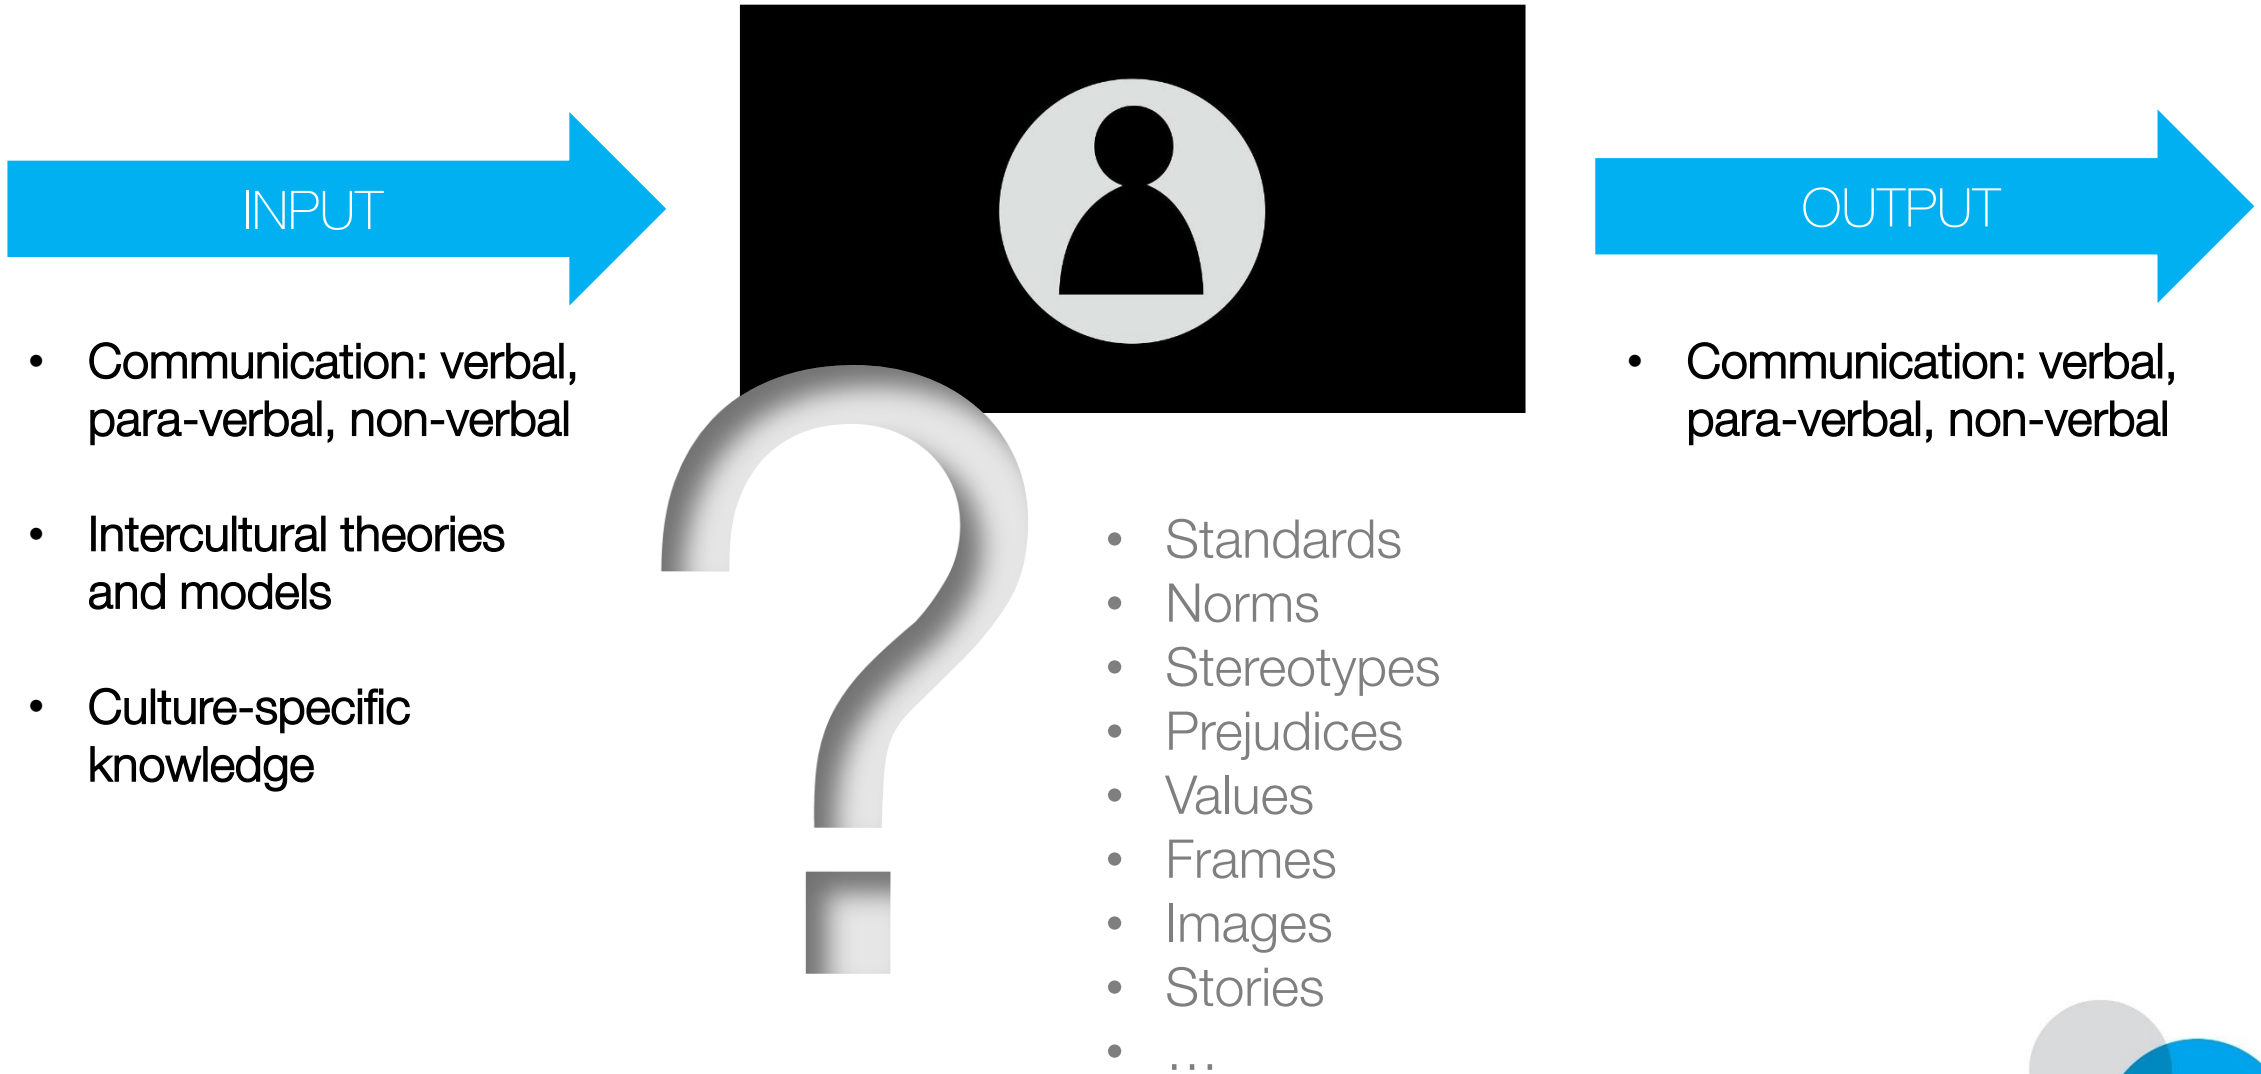 INPUT
• Communication: verbal,
para-verbal, non-verbal
• Intercultural theories
and models
• Culture-specific
knowledge
?
• Standards
• Norms
• Stereotypes
• Prejudices
• Values
• Frames
• Images
• Stories
• …
OUTPUT
• Communication: verbal,
para-verbal, non-verbal